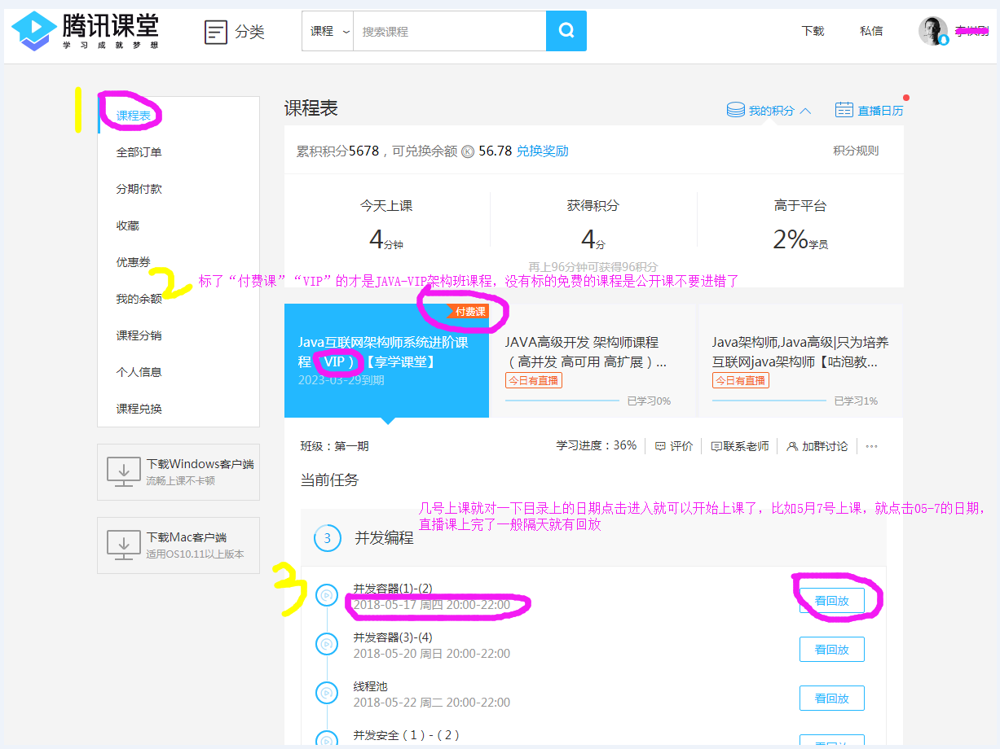 腾讯课堂
学习成就梦想
分类
课程
搜索课程
下载
私信
1
课程表
全部订单
分期付款
收藏
优惠券
我的余额
课程分销
个人信息
课程兑换
下载Windows客户端
流畅上课不卡顿
下载Mac客户端
适用OS10.11以上版本
课程表
我的积分
直播日历
累积积分5678，可兑换余额 K 56.78 兑换奖励
积分规则
今天上课
4分钟
获得积分
4分
高于平台
2%学员
再上96分钟可获得96积分
2
标了“付费课”“VIP”的才是JAVA-VIP架构班课程，没有标的免费的课程是公开课不要进错了
付费课
Java互联网架构师系统进阶课
程（VIP）【享学课堂】
2023-03-29到期
JAVA高级开发 架构师课程
（高并发 高可用 高扩展）...
今日有直播
已学习0%
Java架构师,Java高级|只为培养
互联网java架构师【咕泡教...
今日有直播
已学习1%
班级：第一期
学习进度：36%
评价
联系老师
加群讨论
...
当前任务
几号上课就对一下目录上的日期点击进入就可以开始上课了，比如5月7号上课，就点击05-7的日期，
直播课上完了一般隔天就有回放
3
并发编程
3
并发容器(1)-(2)
2018-05-17 周四 20:00-22:00
看回放
并发容器(3)-(4)
2018-05-20 周日 20:00-22:00
看回放
线程池
2018-05-22 周二 20:00-22:00
看回放
并发安全（1）-（2）